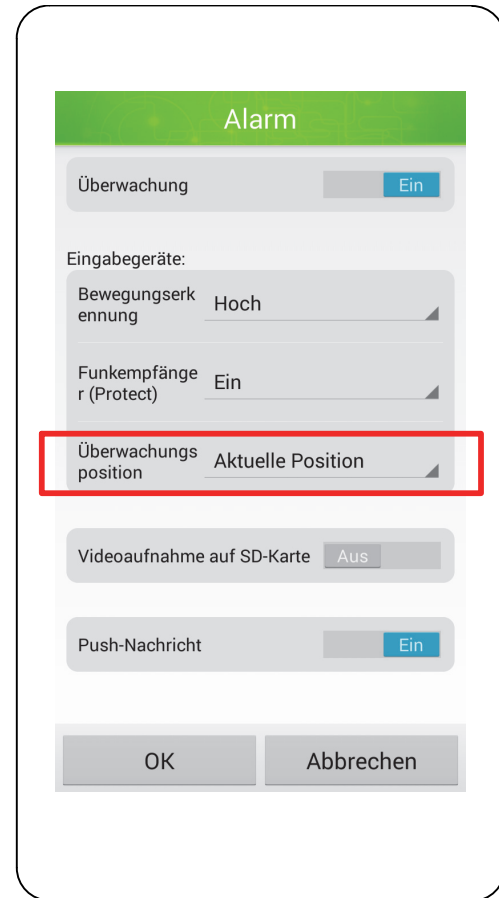 Alarm
Überwachung
Ein
Eingabegeräte:
Bewegungserk
ennung
Hoch
Funkempfänge
r (Protect)
Ein
Überwachungs
position
Aktuelle Position
Videoaufnahme auf SD-Karte
Aus
Push-Nachricht
Ein
OK
Abbrechen